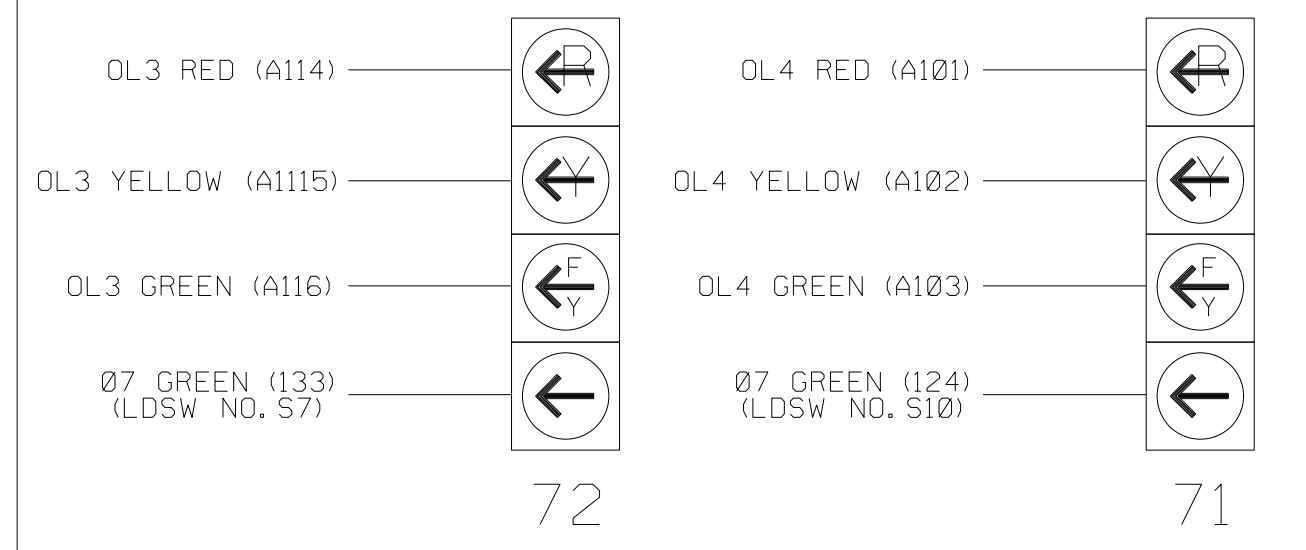 OL3 RED (A114)
R
OL3 YELLOW (A1115)
Y
OL3 GREEN (A116)
F
Y
Ø7 GREEN (133)
(LDSW NO. S7)
72
OL4 RED (A1Ø1)
R
OL4 YELLOW (A1Ø2)
Y
OL4 GREEN (A1Ø3)
F
Y
Ø7 GREEN (124)
(LDSW NO. S1Ø)
71